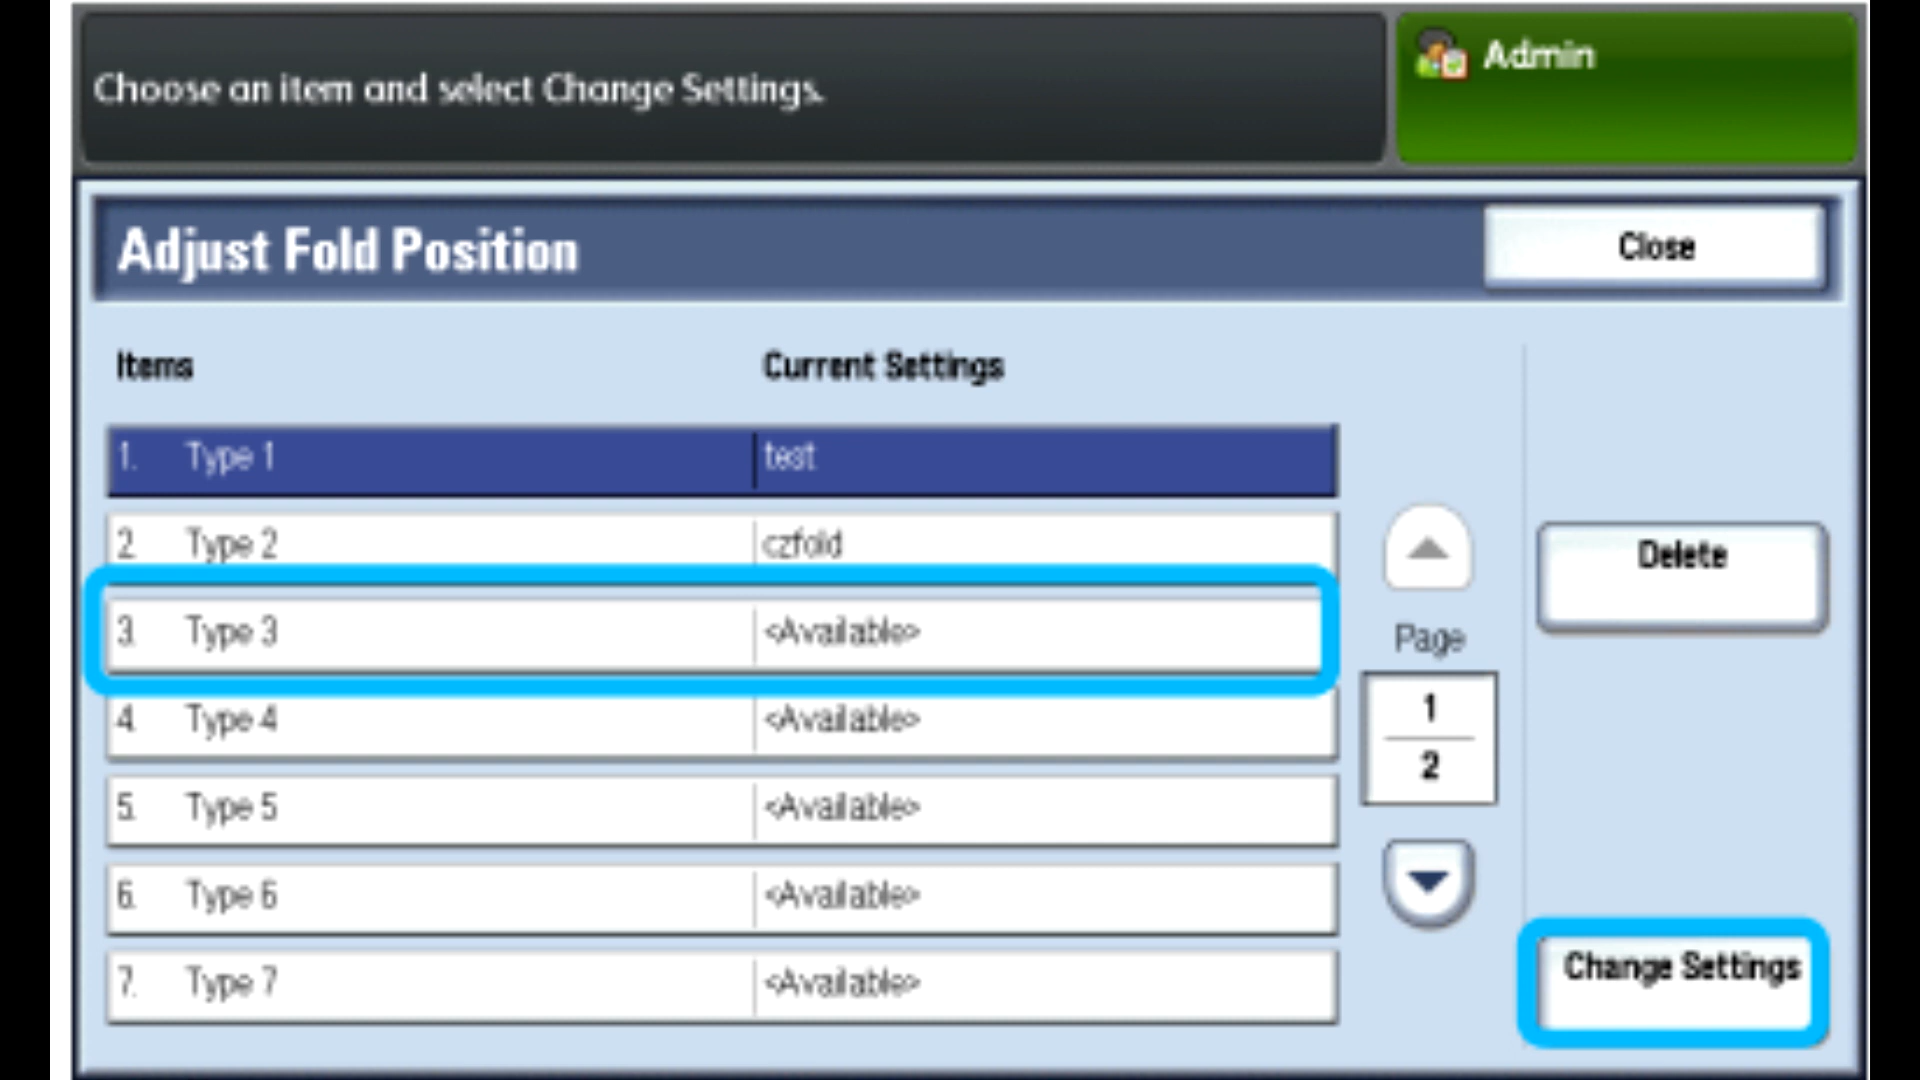 Choose an item and select Change Settings.
Admin
Adjust Fold Position
Close
Items Current Settings
1. Type 1 test
2. Type 2 czfold
3. Type 3 <Available>
4. Type 4 <Available>
5. Type 5 <Available>
6. Type 6 <Available>
7. Type 7 <Available>
Page
1
2
Delete
Change Settings